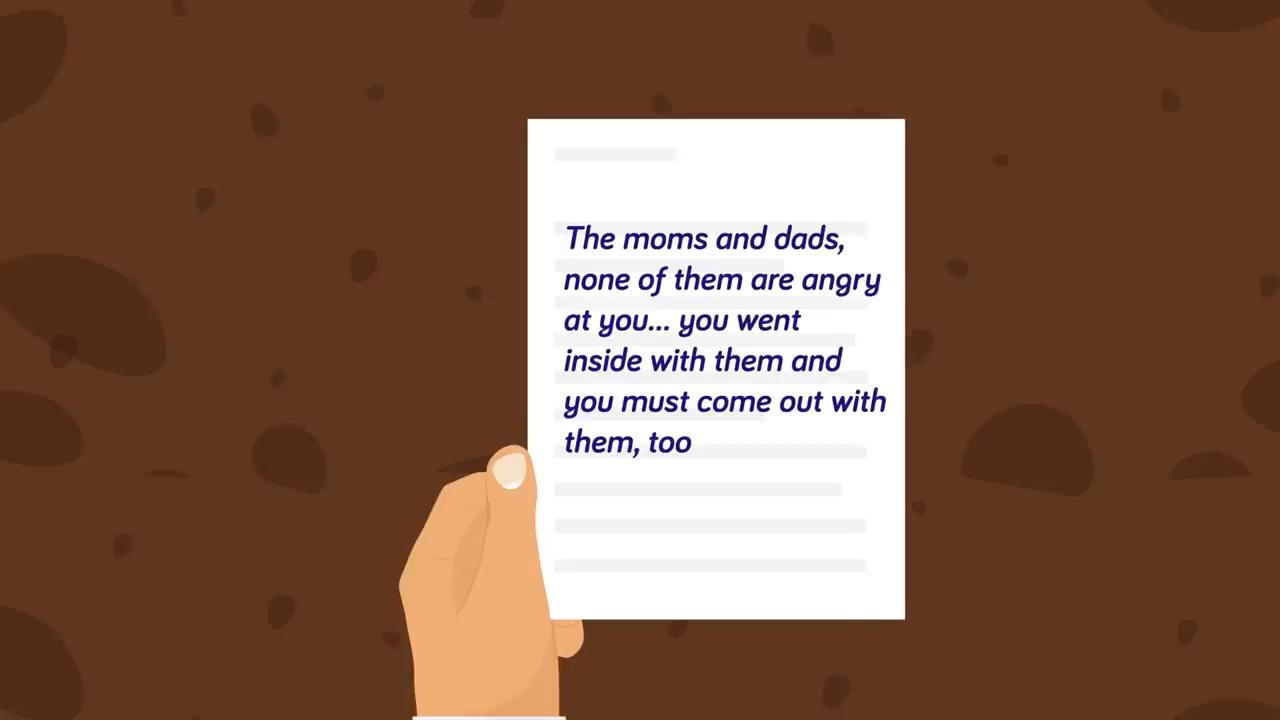 The moms and dads,
none of them are angry
at you... you went
inside with them and
you must come out with
them, too